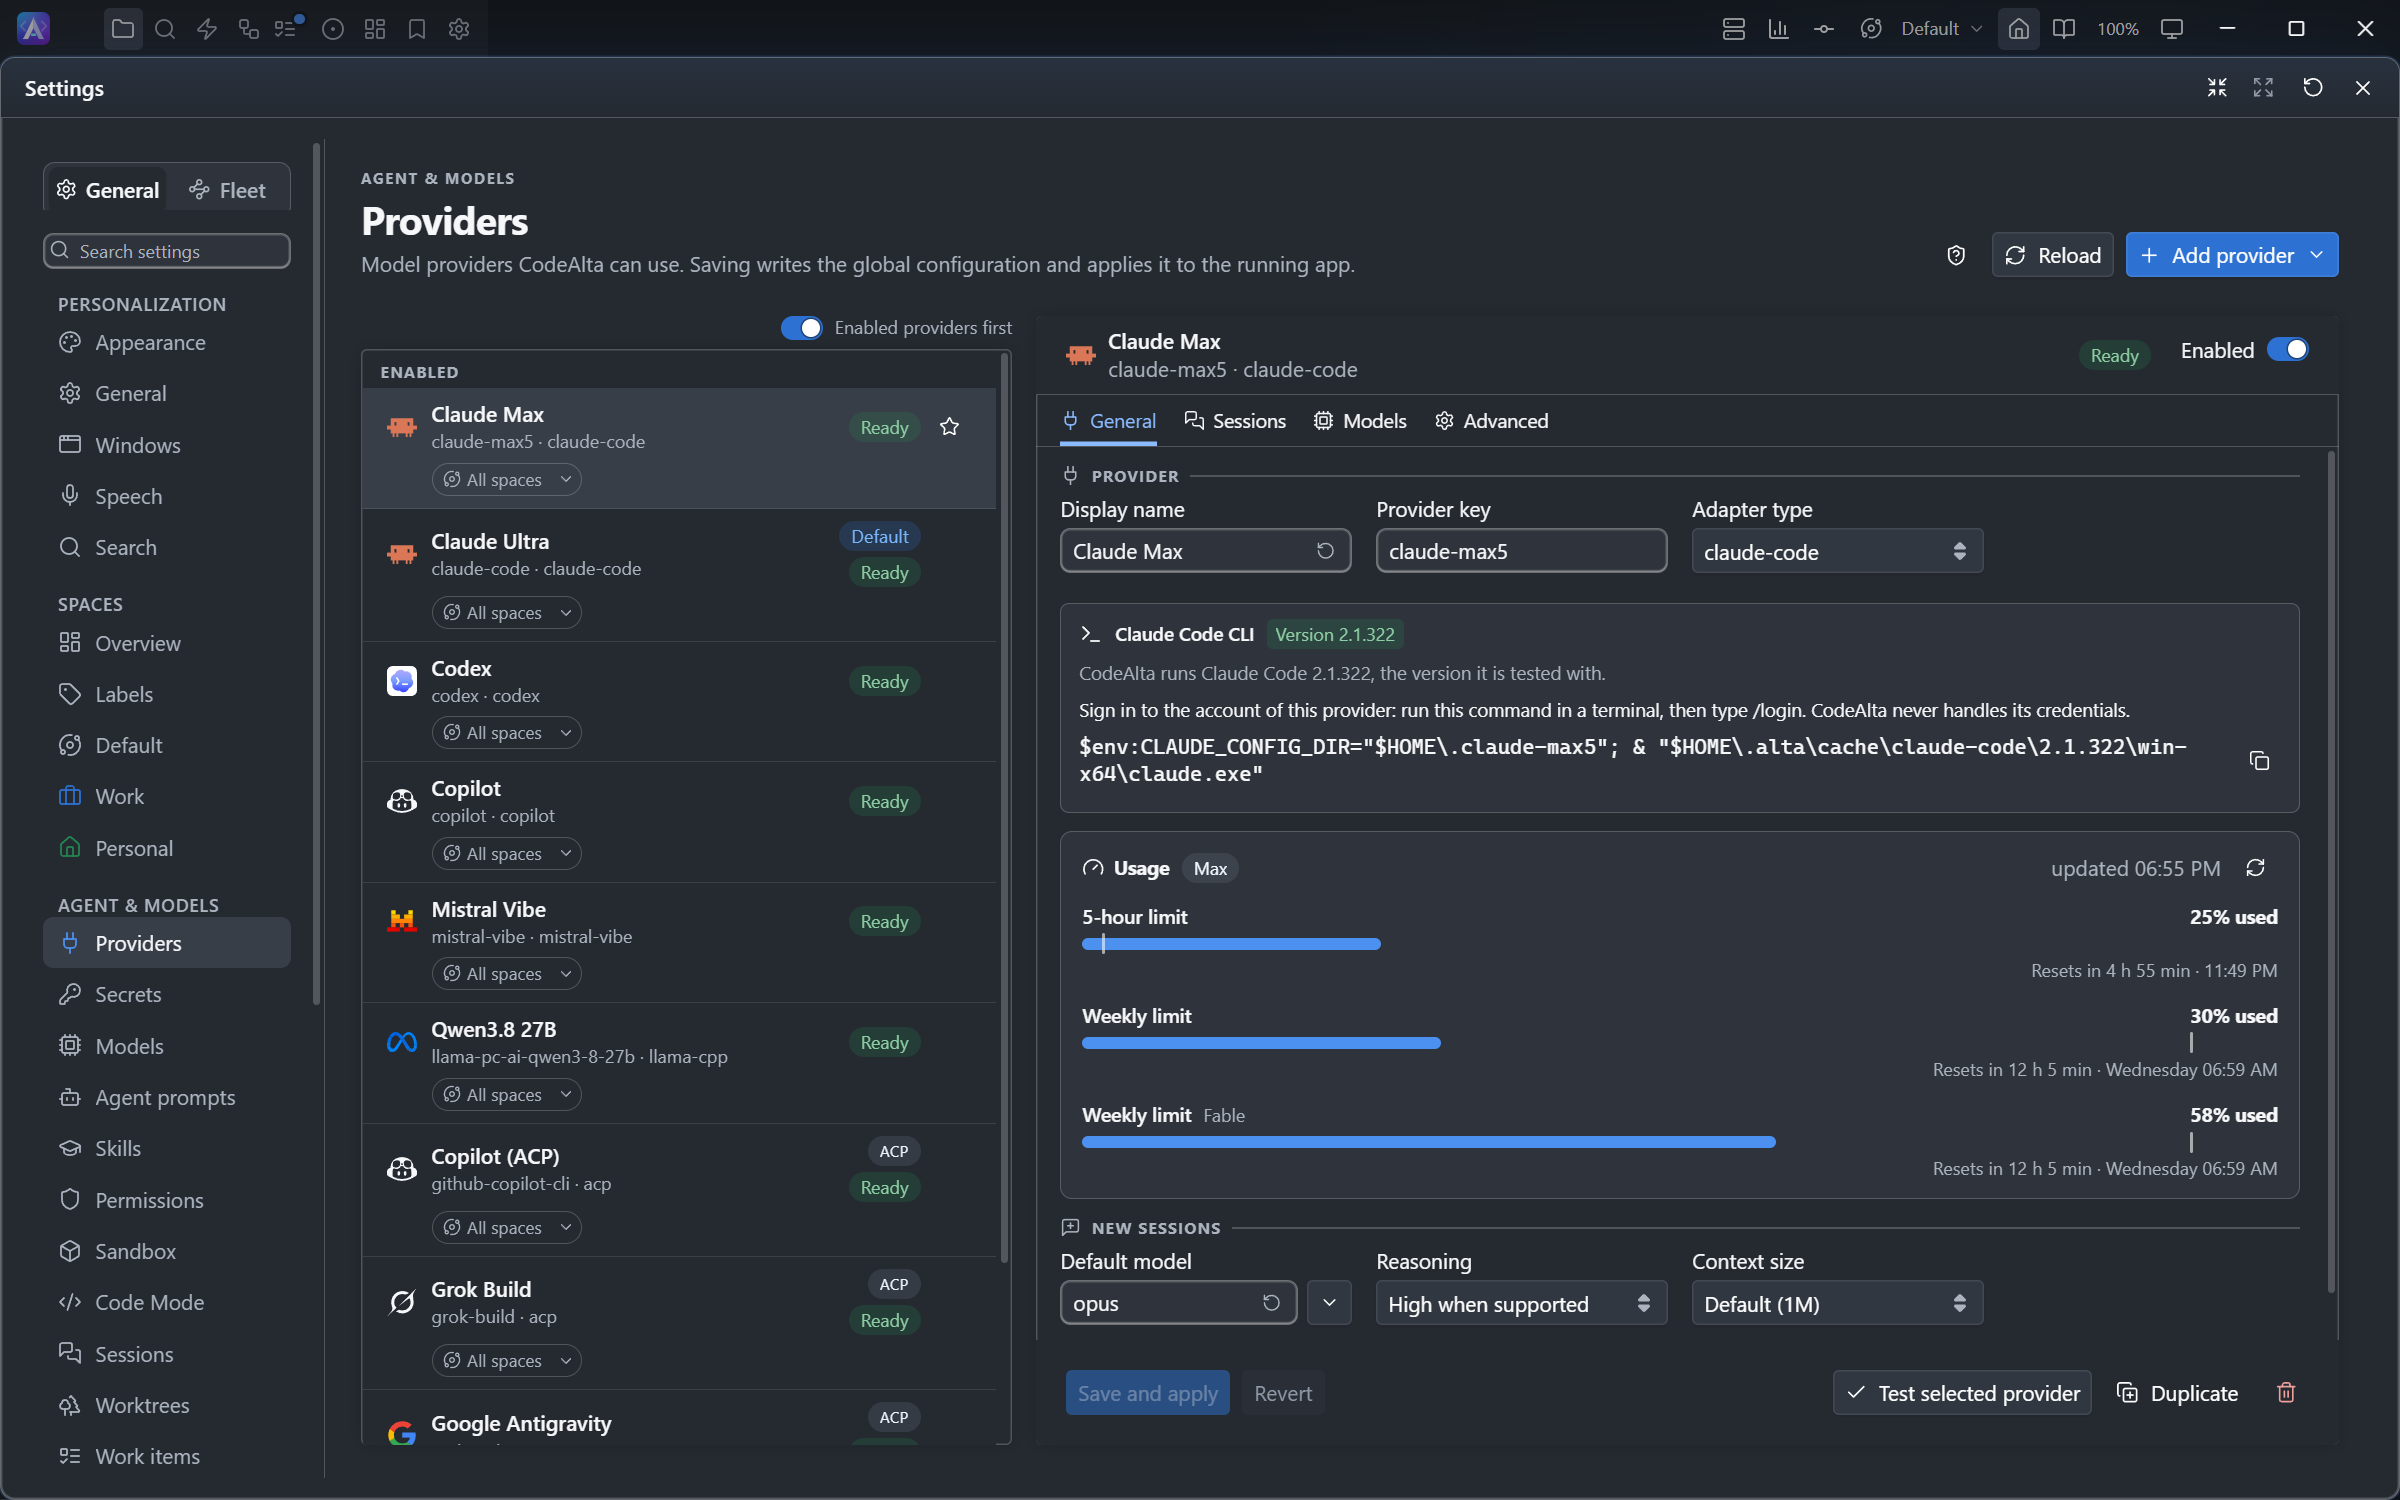 Default
100%
Settings
General
Fleet
Search settings
PERSONALIZATION
Appearance
General
Windows
Speech
Search
SPACES
Overview
Labels
Default
Work
Personal
AGENT & MODELS
Providers
Secrets
Models
Agent prompts
Skills
Permissions
Sandbox
Code Mode
Sessions
Worktrees
Work items
AGENT & MODELS
Providers
Model providers CodeAlta can use. Saving writes the global configuration and applies it to the running app.
Reload
Add provider
Enabled providers first
ENABLED
Claude Max
claude-max5 · claude-code
Ready
All spaces
Claude Ultra
claude-code · claude-code
Default
Ready
All spaces
Codex
codex · codex
Ready
All spaces
Copilot
copilot · copilot
Ready
All spaces
Mistral Vibe
mistral-vibe · mistral-vibe
Ready
All spaces
Qwen3.8 27B
llama-pc-ai-qwen3-8-27b · llama-cpp
Ready
All spaces
Copilot (ACP)
github-copilot-cli · acp
ACP
Ready
All spaces
Grok Build
grok-build · acp
ACP
Ready
All spaces
Google Antigravity
ACP
Claude Max
claude-max5 · claude-code
Ready
Enabled
General
Sessions
Models
Advanced
PROVIDER
Display name
Provider key
Adapter type
Claude Max
claude-max5
claude-code
Claude Code CLI
Version 2.1.322
CodeAlta runs Claude Code 2.1.322, the version it is tested with.
Sign in to the account of this provider: run this command in a terminal, then type /login. CodeAlta never handles its credentials.
$env:CLAUDE_CONFIG_DIR="$HOME\.claude-max5"; & "$HOME\.alta\cache\claude-code\2.1.322\win-
x64\claude.exe"
Usage
Max
updated 06:55 PM
5-hour limit
25% used
Resets in 4 h 55 min · 11:49 PM
Weekly limit
30% used
Resets in 12 h 5 min · Wednesday 06:59 AM
Weekly limit Fable
58% used
Resets in 12 h 5 min · Wednesday 06:59 AM
NEW SESSIONS
Default model
Reasoning
Context size
opus
High when supported
Default (1M)
Save and apply
Revert
Test selected provider
Duplicate